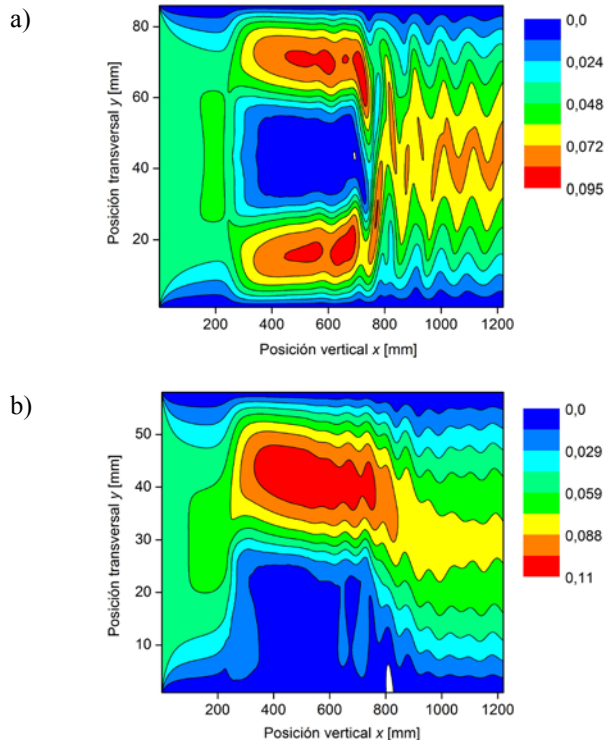 a)
80
60
40
20
Posición transversal y [mm]
200 400 600 800 1000 1200
Posición vertical x [mm]
0,0
0,024
0,048
0,072
0,095
b)
50
40
30
20
10
Posición transversal y [mm]
200 400 600 800 1000 1200
Posición vertical x [mm]
0,0
0,029
0,059
0,088
0,11